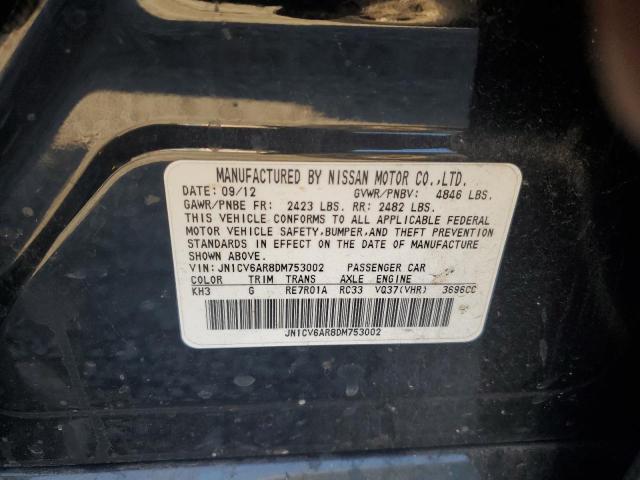 MANUFACTURED BY NISSAN MOTOR CO.,LTD.
DATE: 09/12 GVWR/PNBV: 4846 LBS.
GAWR/PNBE FR: 2423 LBS. RR: 2482 LBS.
THIS VEHICLE CONFORMS TO ALL APPLICABLE FEDERAL
MOTOR VEHICLE SAFETY,BUMPER,AND THEFT PREVENTION
STANDARDS IN EFFECT ON THE DATE OF MANUFACTURE
SHOWN ABOVE.
VIN: JN1CV6AR8DM753002 PASSENGER CAR
COLOR TRIM TRANS AXLE ENGINE
KH3 G RE7R01A RC33 VQ37(VHR) 3696CC
JN1CV6AR8DM753002